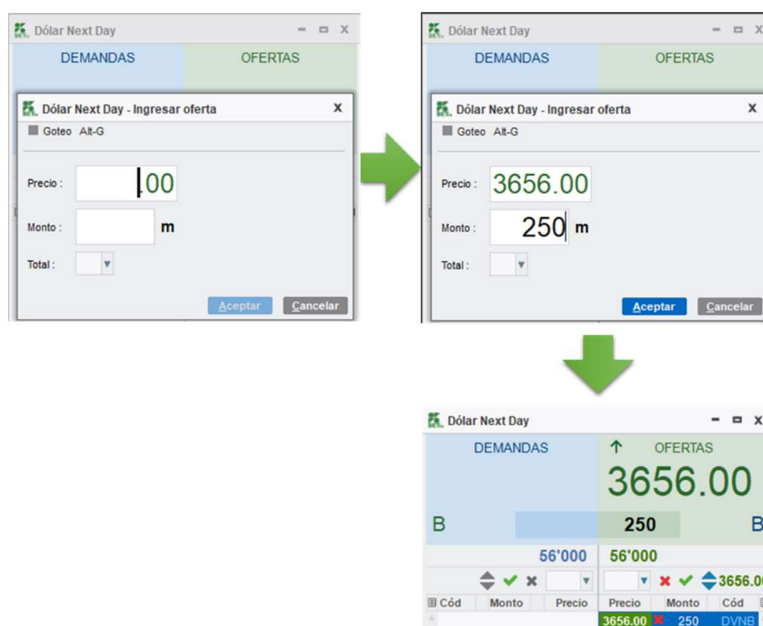 Dólar Next Day
DEMANDAS OFERTAS
Dólar Next Day - Ingresar oferta X
Goteo Alt-G
Precio : .00
Monto : m
Total :
Aceptar Cancelar
Dólar Next Day
DEMANDAS OFERTAS
Dólar Next Day - Ingresar oferta X
Goteo Alt-G
Precio : 3656.00
Monto : 250 m
Total :
Aceptar Cancelar
Dólar Next Day
DEMANDAS OFERTAS
3656.00
B 250 B
56'000 56'000
3656.00
Cód Monto Precio Precio Monto Cód
3656.00 250 DVNB